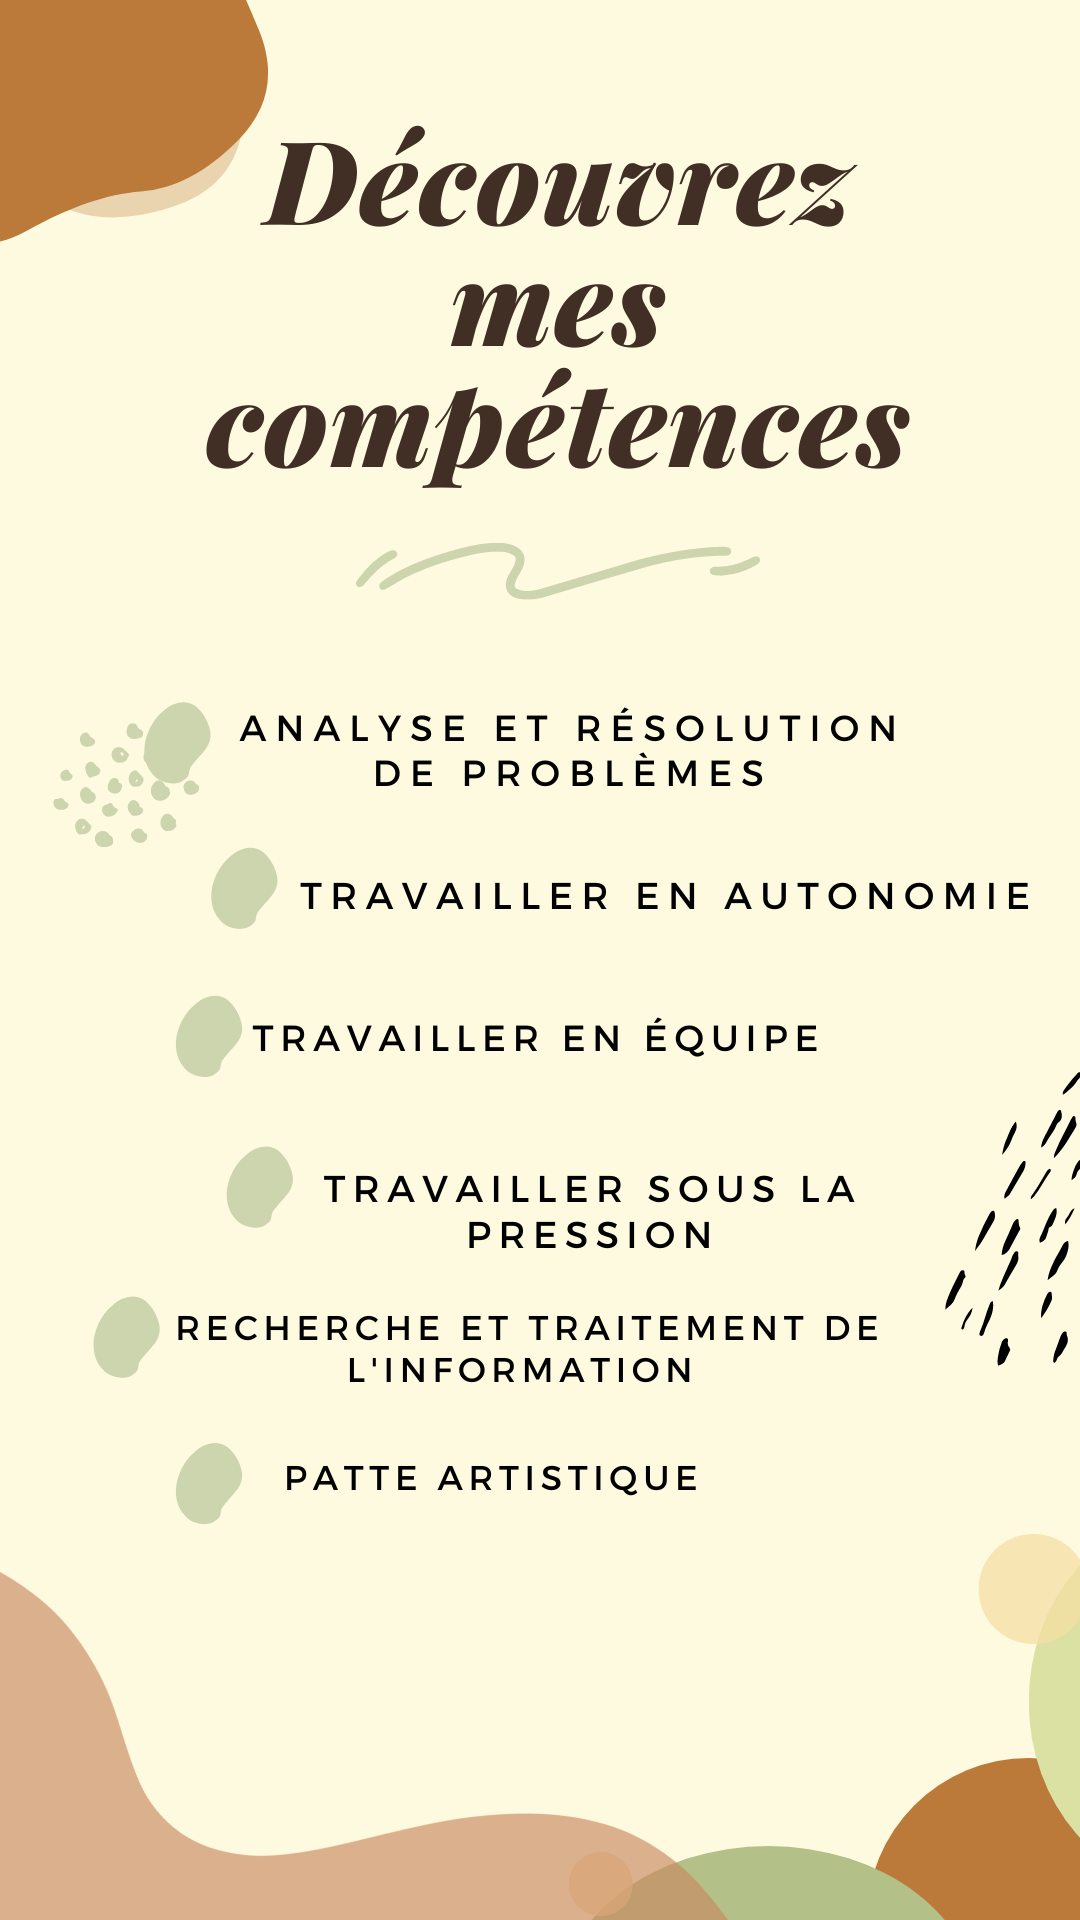 Découvrez
mes
compétences
ANALYSE ET RÉSOLUTION
DE PROBLÈMES
TRAVAILLER EN AUTONOMIE
TRAVAILLER EN ÉQUIPE
TRAVAILLER SOUS LA
PRESSION
RECHERCHE ET TRAITEMENT DE
L'INFORMATION
PATTE ARTISTIQUE